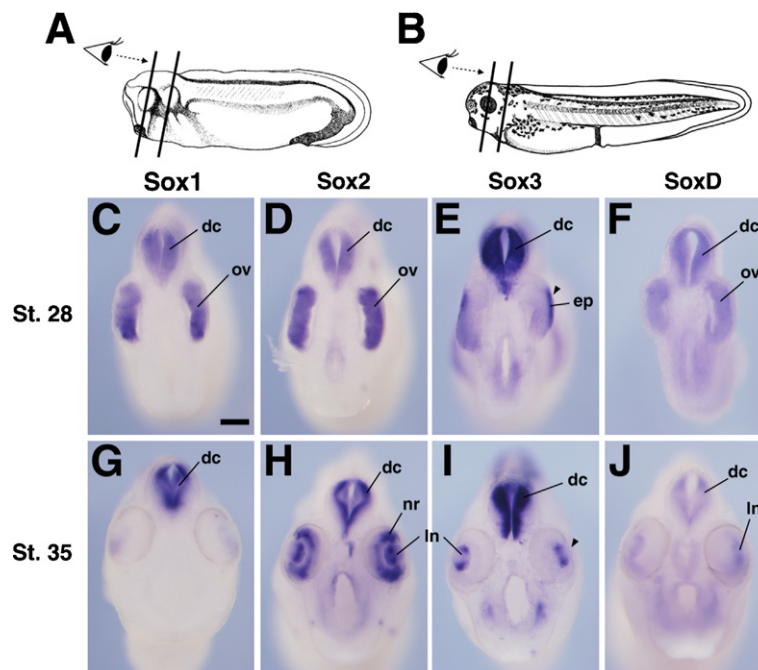 A B
Sox1 Sox2 Sox3 SoxD
St. 28
C dc ov
D dc ov
E dc ep
F dc ov
St. 35
G dc
H dc nr ln
I dc
J dc ln